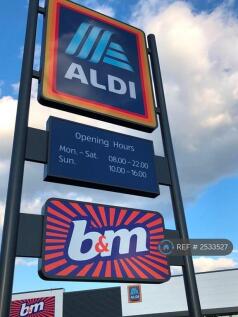 ALDI
Opening Hours
Mon. - Sat. 08.00 - 22.00
Sun. 10.00 - 16.00
b&m
REF # 2533527
b&m